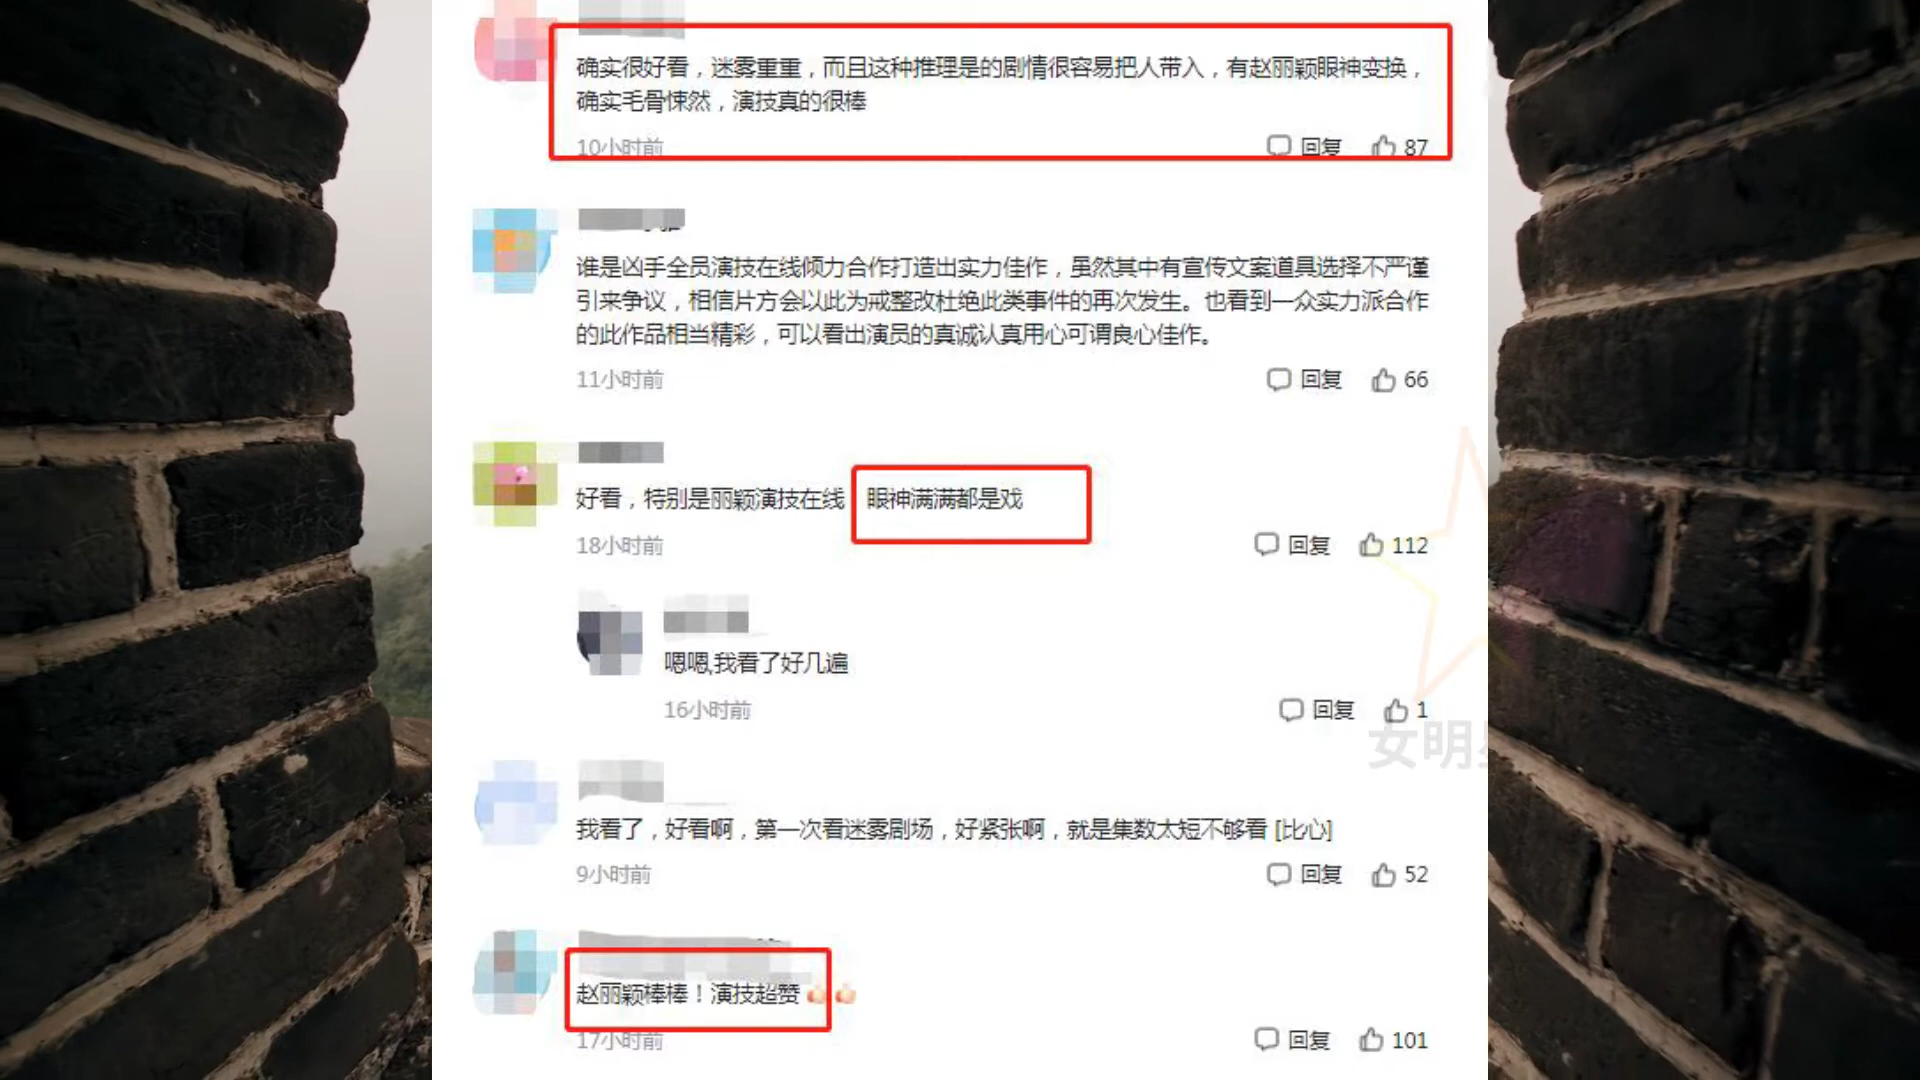 确实很好看，迷雾重重，而且这种推理是的剧情很容易把人带入，有赵丽颖眼神变换，
确实毛骨悚然，演技真的很棒
10小时前 回复 87
谁是凶手全员演技在线倾力合作打造出实力佳作，虽然其中有宣传文案道具选择不严谨
引来争议，相信片方会以此为戒整改杜绝此类事件的再次发生。也看到一众实力派合作
的此作品相当精彩，可以看出演员的真诚认真用心可谓良心佳作。
11小时前 回复 66
好看，特别是丽颖演技在线 眼神满满都是戏
18小时前 回复 112
嗯嗯,我看了好几遍
16小时前 回复 1
女明
我看了，好看啊，第一次看迷雾剧场，好紧张啊，就是集数太短不够看 [比心]
9小时前 回复 52
赵丽颖棒棒！演技超赞👍👍
17小时前 回复 101